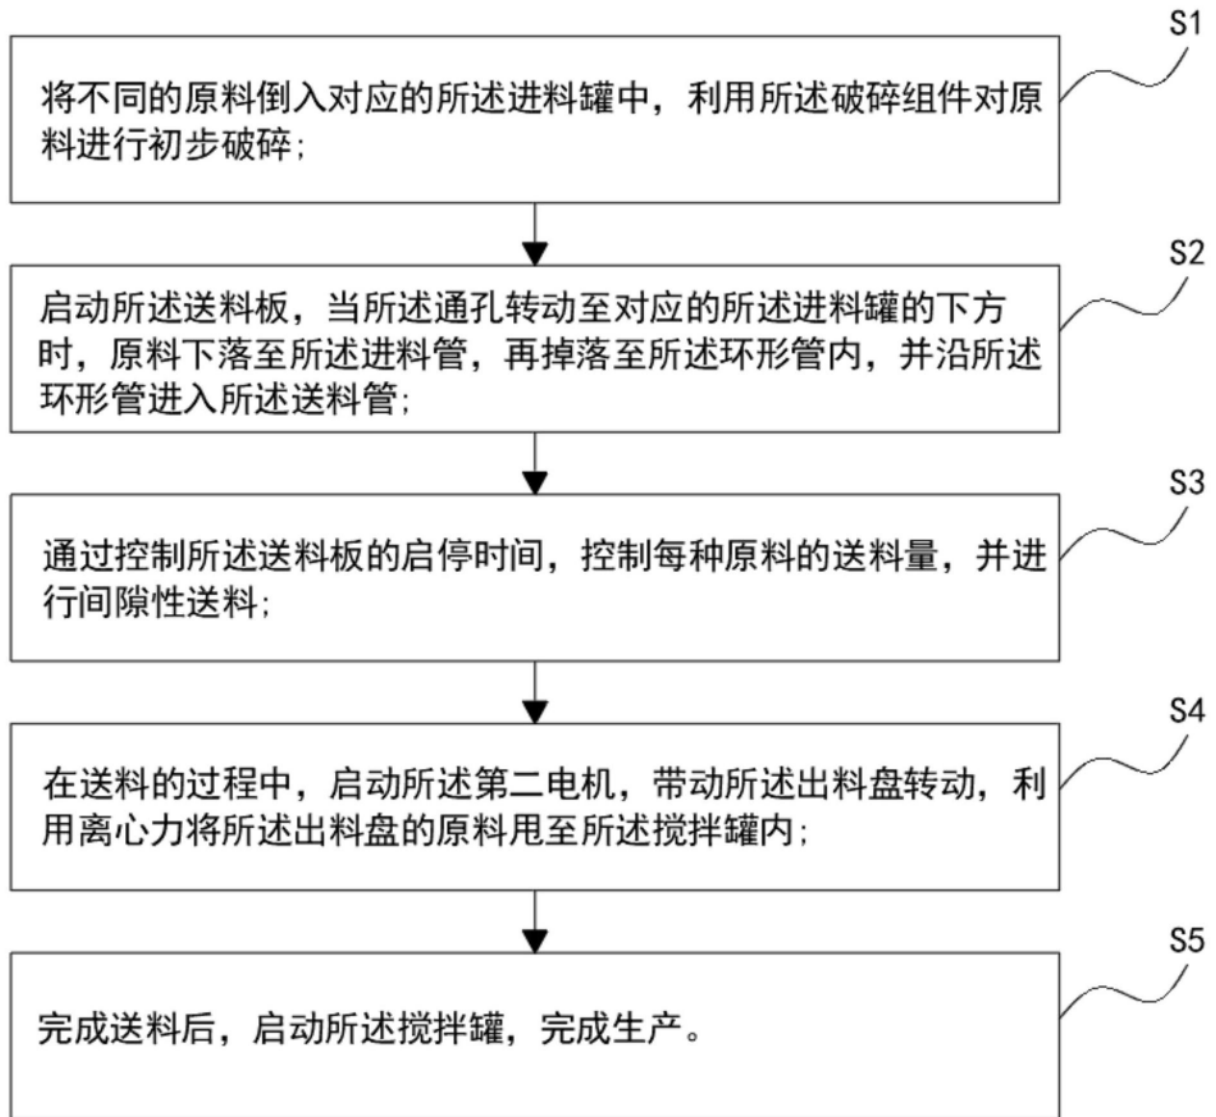 S1
将不同的原料倒入对应的所述进料罐中，利用所述破碎组件对原
料进行初步破碎；
S2
启动所述送料板，当所述通孔转动至对应的所述进料罐的下方
时，原料下落至所述进料管，再掉落至所述环形管内，并沿所述
环形管进入所述送料管；
S3
通过控制所述送料板的启停时间，控制每种原料的送料量，并进
行间隙性送料；
S4
在送料的过程中，启动所述第二电机，带动所述出料盘转动，利
用离心力将所述出料盘的原料甩至所述搅拌罐内；
S5
完成送料后，启动所述搅拌罐，完成生产。